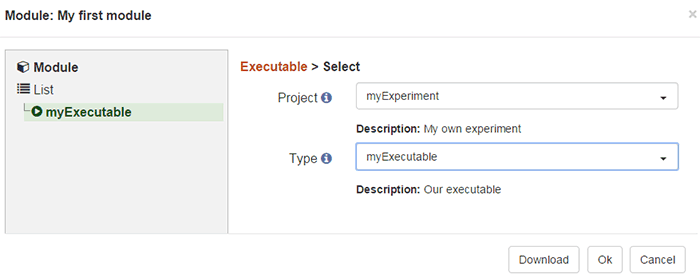 Module: My first module
×
Module
List
myExecutable
Executable > Select
Project
myExperiment
Description: My own experiment
Type
myExecutable
Description: Our executable
Download
Ok
Cancel